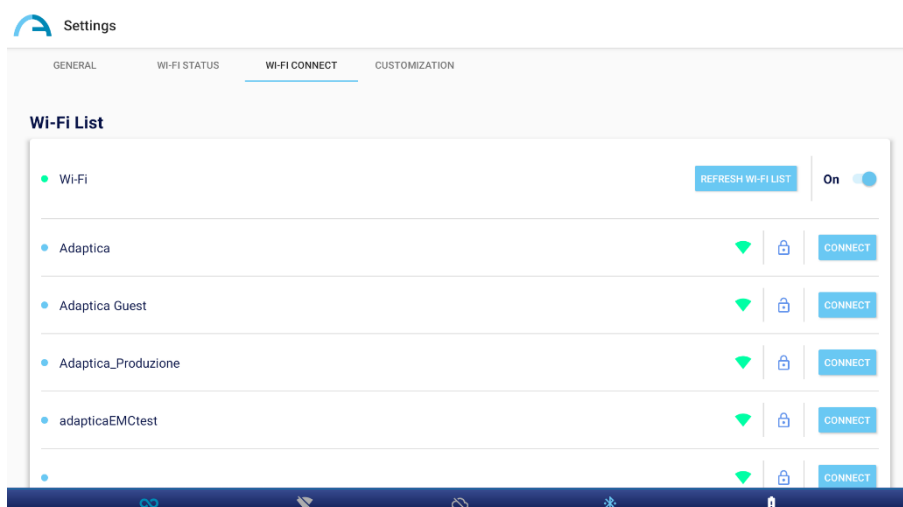 Settings
GENERAL WI-FI STATUS WI-FI CONNECT CUSTOMIZATION
Wi-Fi List
Wi-Fi REFRESH WI-FI LIST On
Adaptica CONNECT
Adaptica Guest CONNECT
Adaptica_Produzione CONNECT
adapticaEMCtest CONNECT
CONNECT